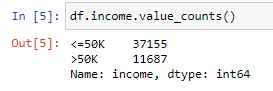 In [5]: df.income.value_counts()
Out[5]: <=50K    37155
>50K     11687
Name: income, dtype: int64